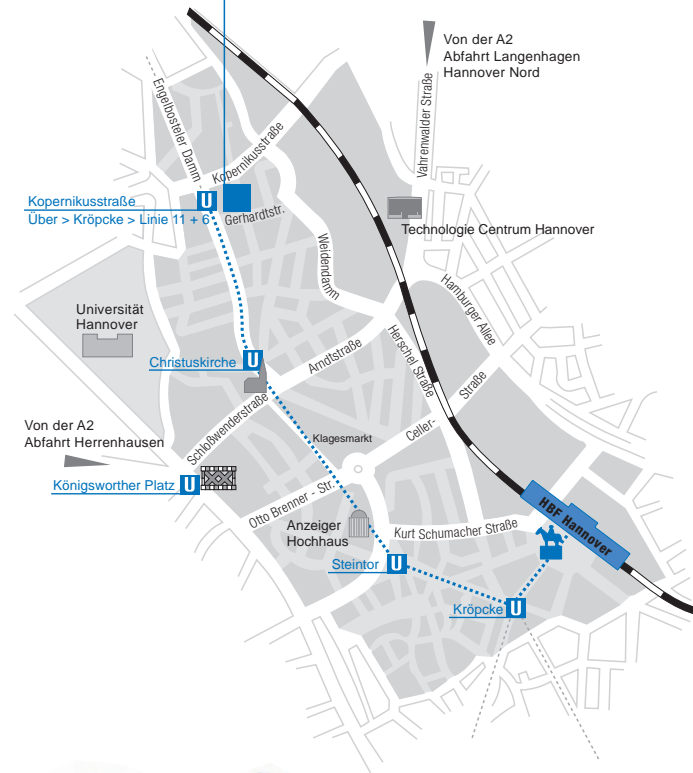 Von der A2
Abfahrt Langenhagen
Hannover Nord
Engelbosteler Damm
Kopernikusstraße
Vahrenwalder Straße
Kopernikusstraße
Über > Kröpcke > Linie 11 + 6
U
Gerhardtstr.
Technologie Centrum Hannover
Weidendamm
Hamburger Allee
Universität
Hannover
Christuskirche
U
Arndtstraße
Herschel Straße
Celler-
Straße
Schloßwenderstraße
Klagesmarkt
Von der A2
Abfahrt Herrenhausen
Königsworther Platz
U
Otto Brenner - Str.
Anzeiger
Hochhaus
Kurt Schumacher Straße
HBF Hannover
Steintor
U
Kröpcke
U